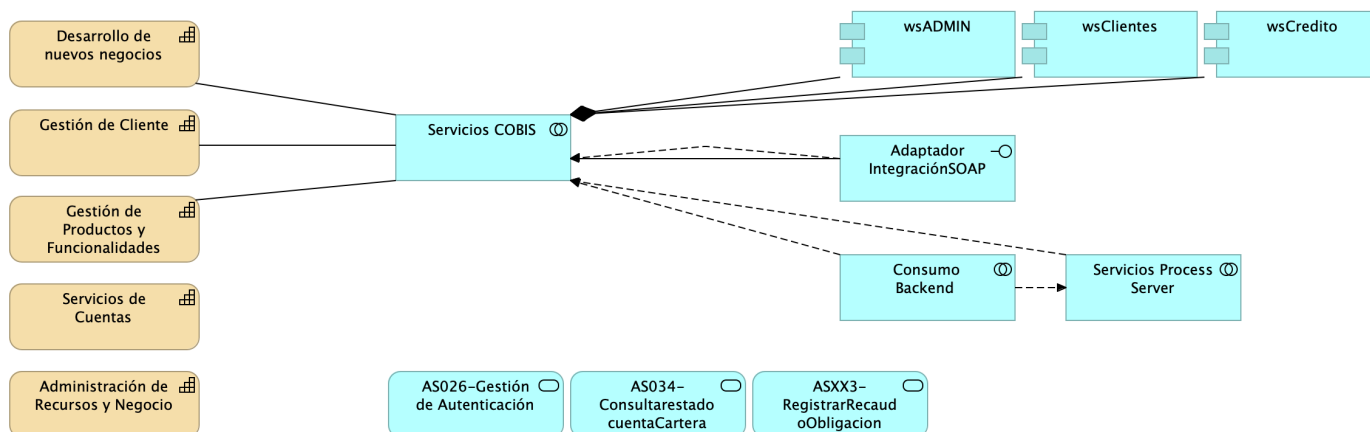 Desarrollo de
nuevos negocios
wsADMIN
wsClientes
wsCredito
Gestión de Cliente
Servicios COBIS
Adaptador
IntegraciónSOAP
Gestión de
Productos y
Funcionalidades
Consumo
Backend
Servicios Process
Server
Servicios de
Cuentas
Administración de
Recursos y Negocio
AS026-Gestión
de Autenticación
AS034-
Consultarestado
cuentaCartera
ASXX3-
RegistrarRecaud
oObligacion